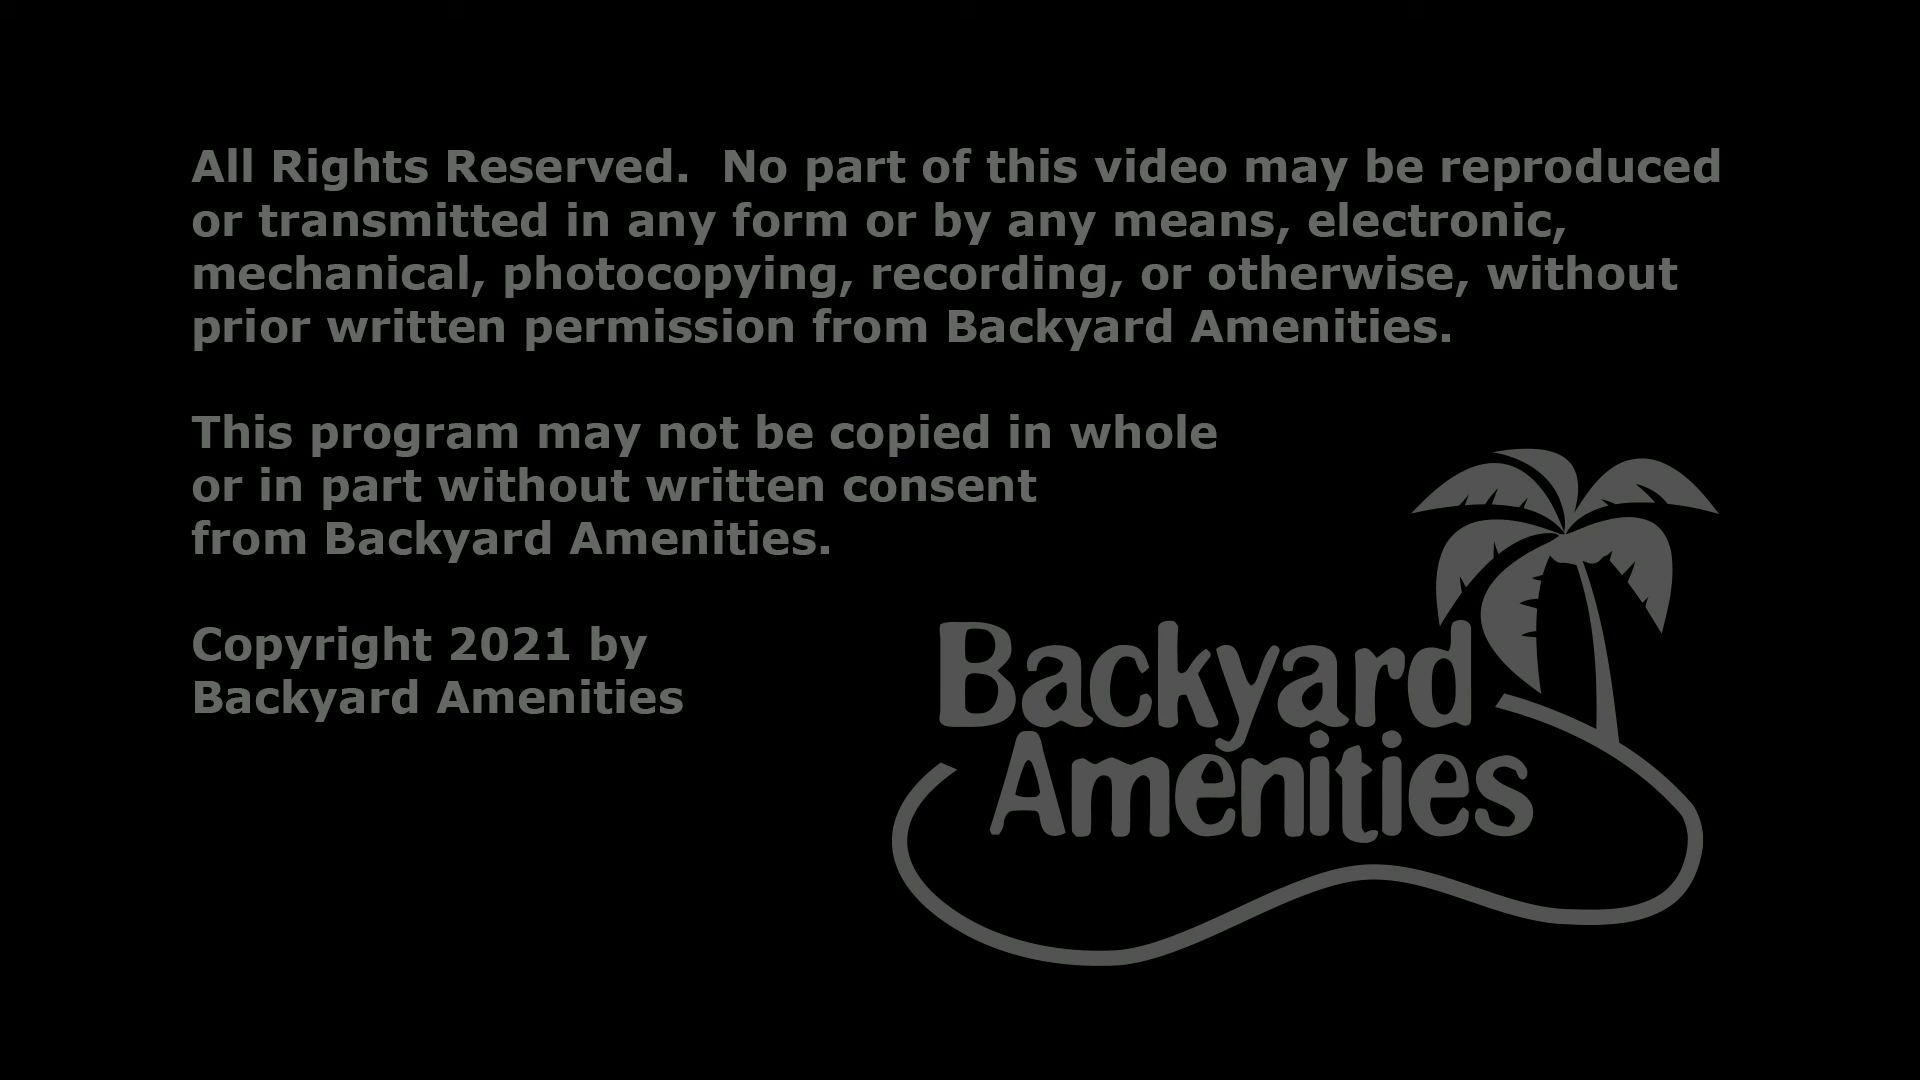 All Rights Reserved.  No part of this video may be reproduced
or transmitted in any form or by any means, electronic,
mechanical, photocopying, recording, or otherwise, without
prior written permission from Backyard Amenities.
This program may not be copied in whole
or in part without written consent
from Backyard Amenities.
Copyright 2021 by
Backyard Amenities
Backyard
Amenities